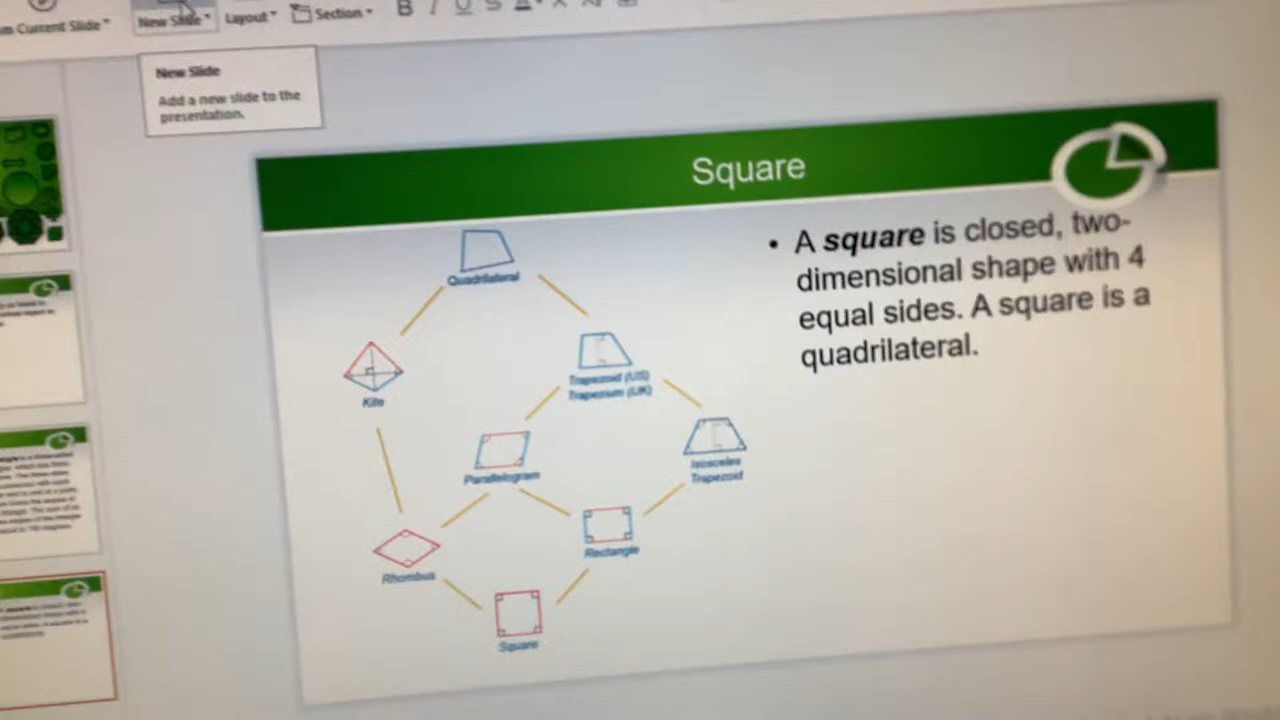 Current Slide
New Slide
Layout
Section
B I U S A
New Slide
Add a new slide to the
presentation.
Square
• A square is closed, two-
dimensional shape with 4
equal sides. A square is a
quadrilateral.
Quadrilateral
Kite
Trapezoid (US)
Trapezium (UK)
Parallelogram
Isosceles
Trapezoid
Rhombus
Rectangle
Square